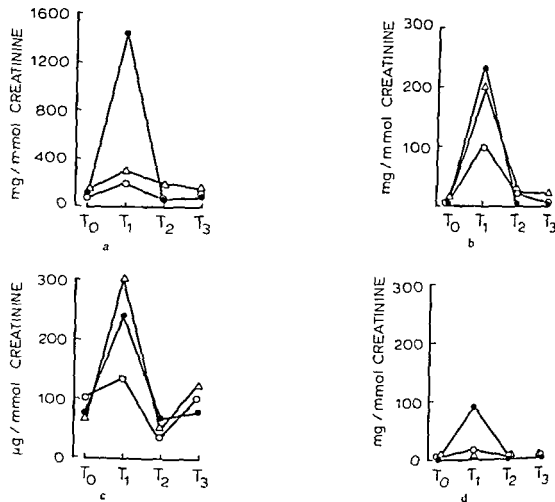 1600
1200
800
400
0
mg / mmol CREATININE
T0 T1 T2 T3
a
300
200
100
mg / mmol CREATININE
T0 T1 T2 T3
b
300
200
100
0
µg / mmol CREATININE
T0 T1 T2 T3
c
300
200
100
0
mg / mmol CREATININE
T0 T1 T2 T3
d